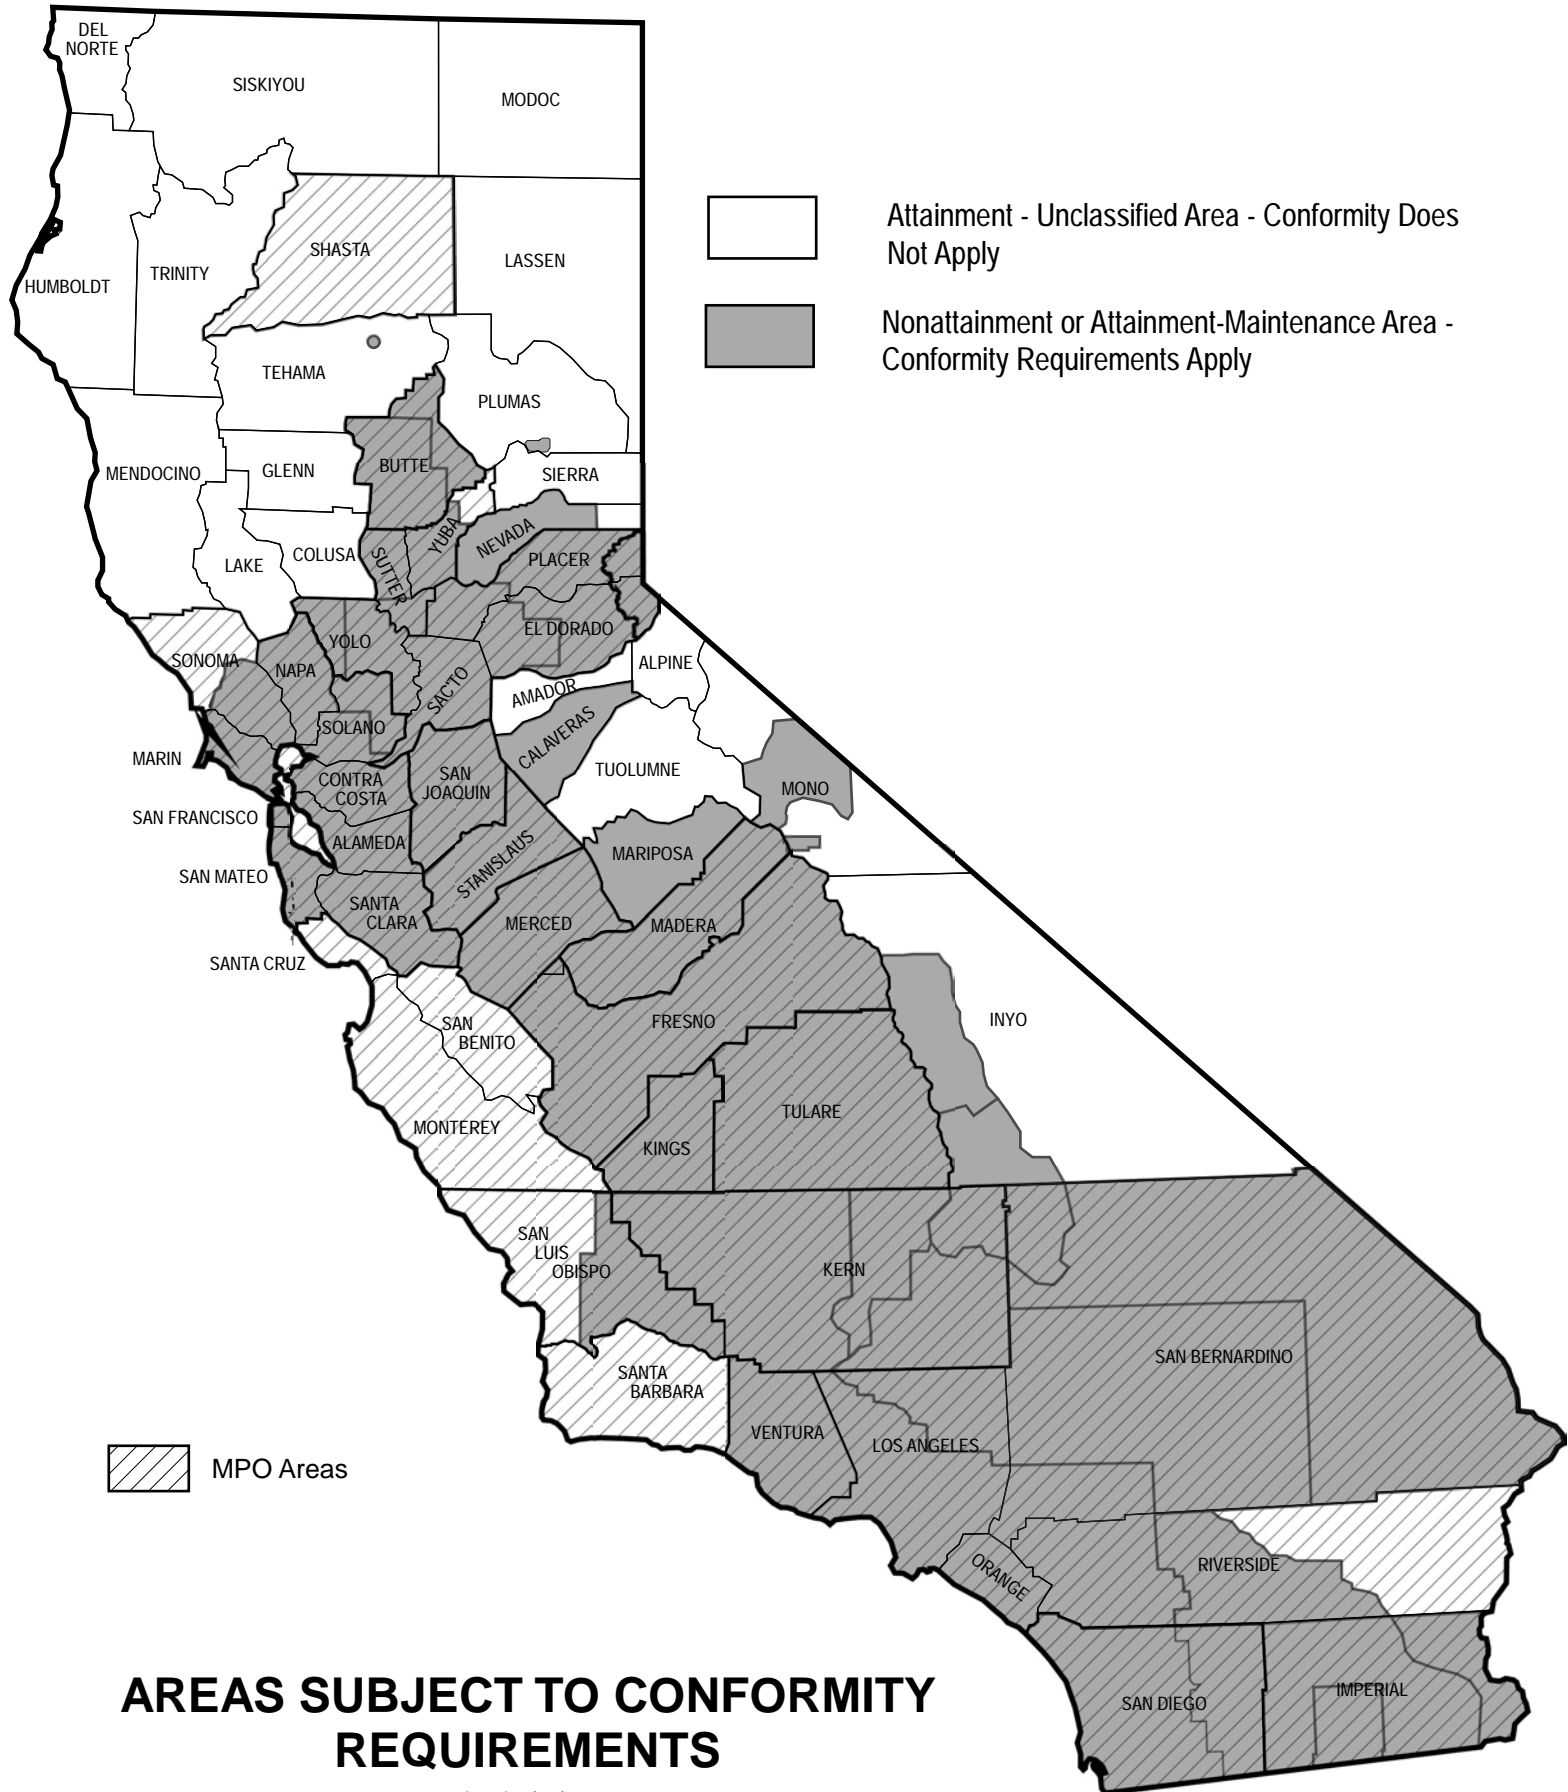 DEL
NORTE
SISKIYOU
MODOC
SHASTA
LASSEN
TRINITY
HUMBOLDT
Attainment - Unclassified Area - Conformity Does
Not Apply
Nonattainment or Attainment-Maintenance Area -
Conformity Requirements Apply
TEHAMA
PLUMAS
MENDOCINO
GLENN
BUTTE
SIERRA
LAKE
COLUSA
SUTTER
YUBA
NEVADA
PLACER
SONOMA
NAPA
YOLO
EL DORADO
SAC'TO
ALPINE
AMADOR
SOLANO
CALAVERAS
MARIN
CONTRA
COSTA
SAN
JOAQUIN
TUOLUMNE
MONO
SAN FRANCISCO
ALAMEDA
STANISLAUS
MARIPOSA
SAN MATEO
SANTA
CLARA
MERCED
MADERA
SANTA CRUZ
SAN
BENITO
FRESNO
INYO
MONTEREY
KINGS
TULARE
SAN
LUIS
OBISPO
KERN
SAN BERNARDINO
SANTA
BARBARA
VENTURA
LOS ANGELES
MPO Areas
ORANGE
RIVERSIDE
SAN DIEGO
IMPERIAL
AREAS SUBJECT TO CONFORMITY
REQUIREMENTS